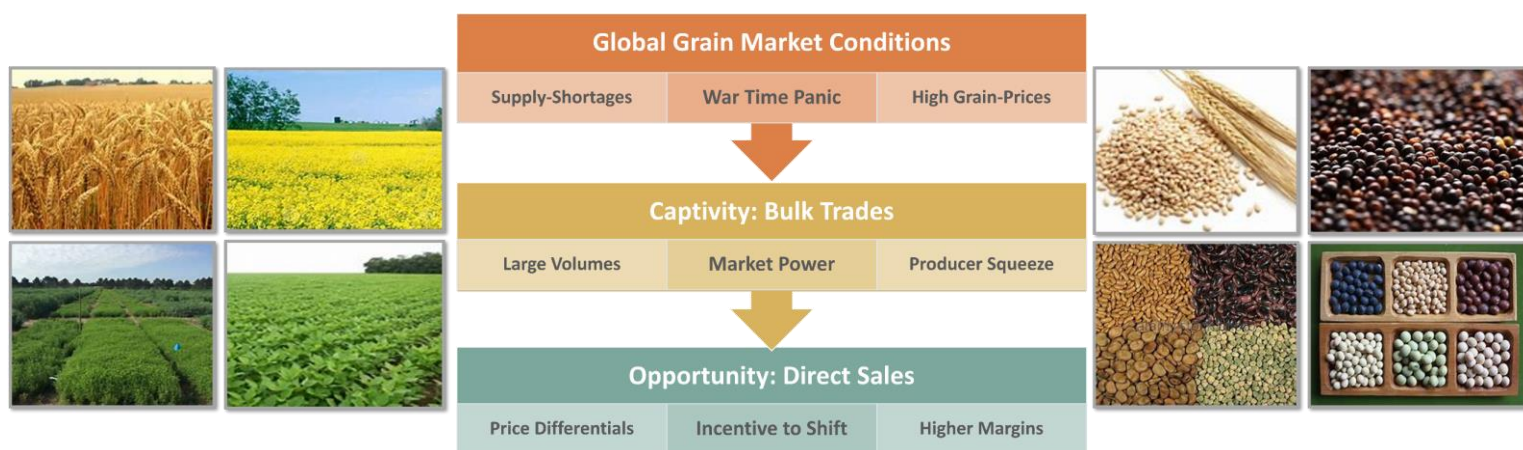 Global Grain Market Conditions
Supply-Shortages War Time Panic High Grain-Prices
Captivity: Bulk Trades
Large Volumes Market Power Producer Squeeze
Opportunity: Direct Sales
Price Differentials Incentive to Shift Higher Margins